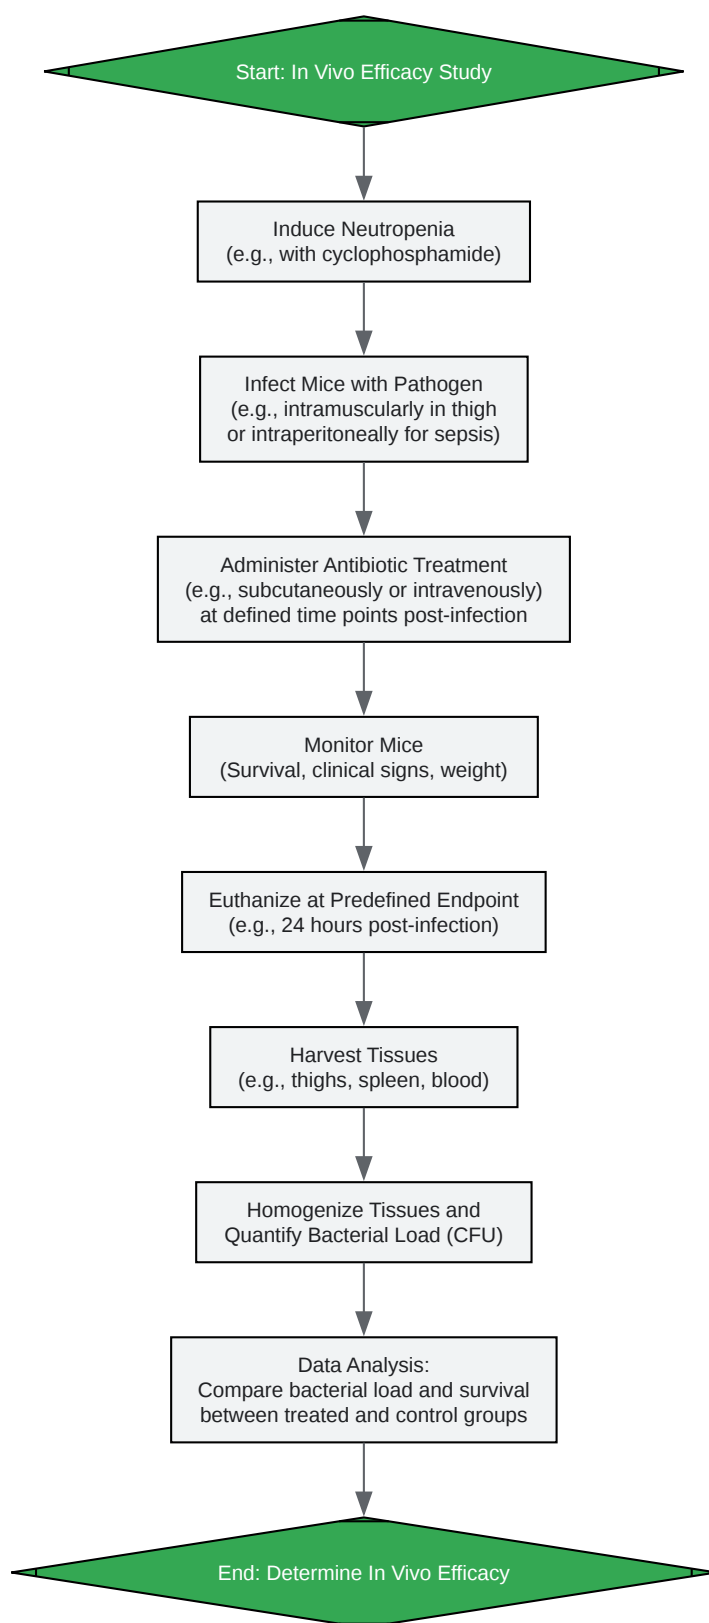 Start: In Vivo Efficacy Study
Induce Neutropenia
(e.g., with cyclophosphamide)
Infect Mice with Pathogen
(e.g., intramuscularly in thigh
or intraperitoneally for sepsis)
Administer Antibiotic Treatment
(e.g., subcutaneously or intravenously)
at defined time points post-infection
Monitor Mice
(Survival, clinical signs, weight)
Euthanize at Predefined Endpoint
(e.g., 24 hours post-infection)
Harvest Tissues
(e.g., thighs, spleen, blood)
Homogenize Tissues and
Quantify Bacterial Load (CFU)
Data Analysis:
Compare bacterial load and survival
between treated and control groups
End: Determine In Vivo Efficacy